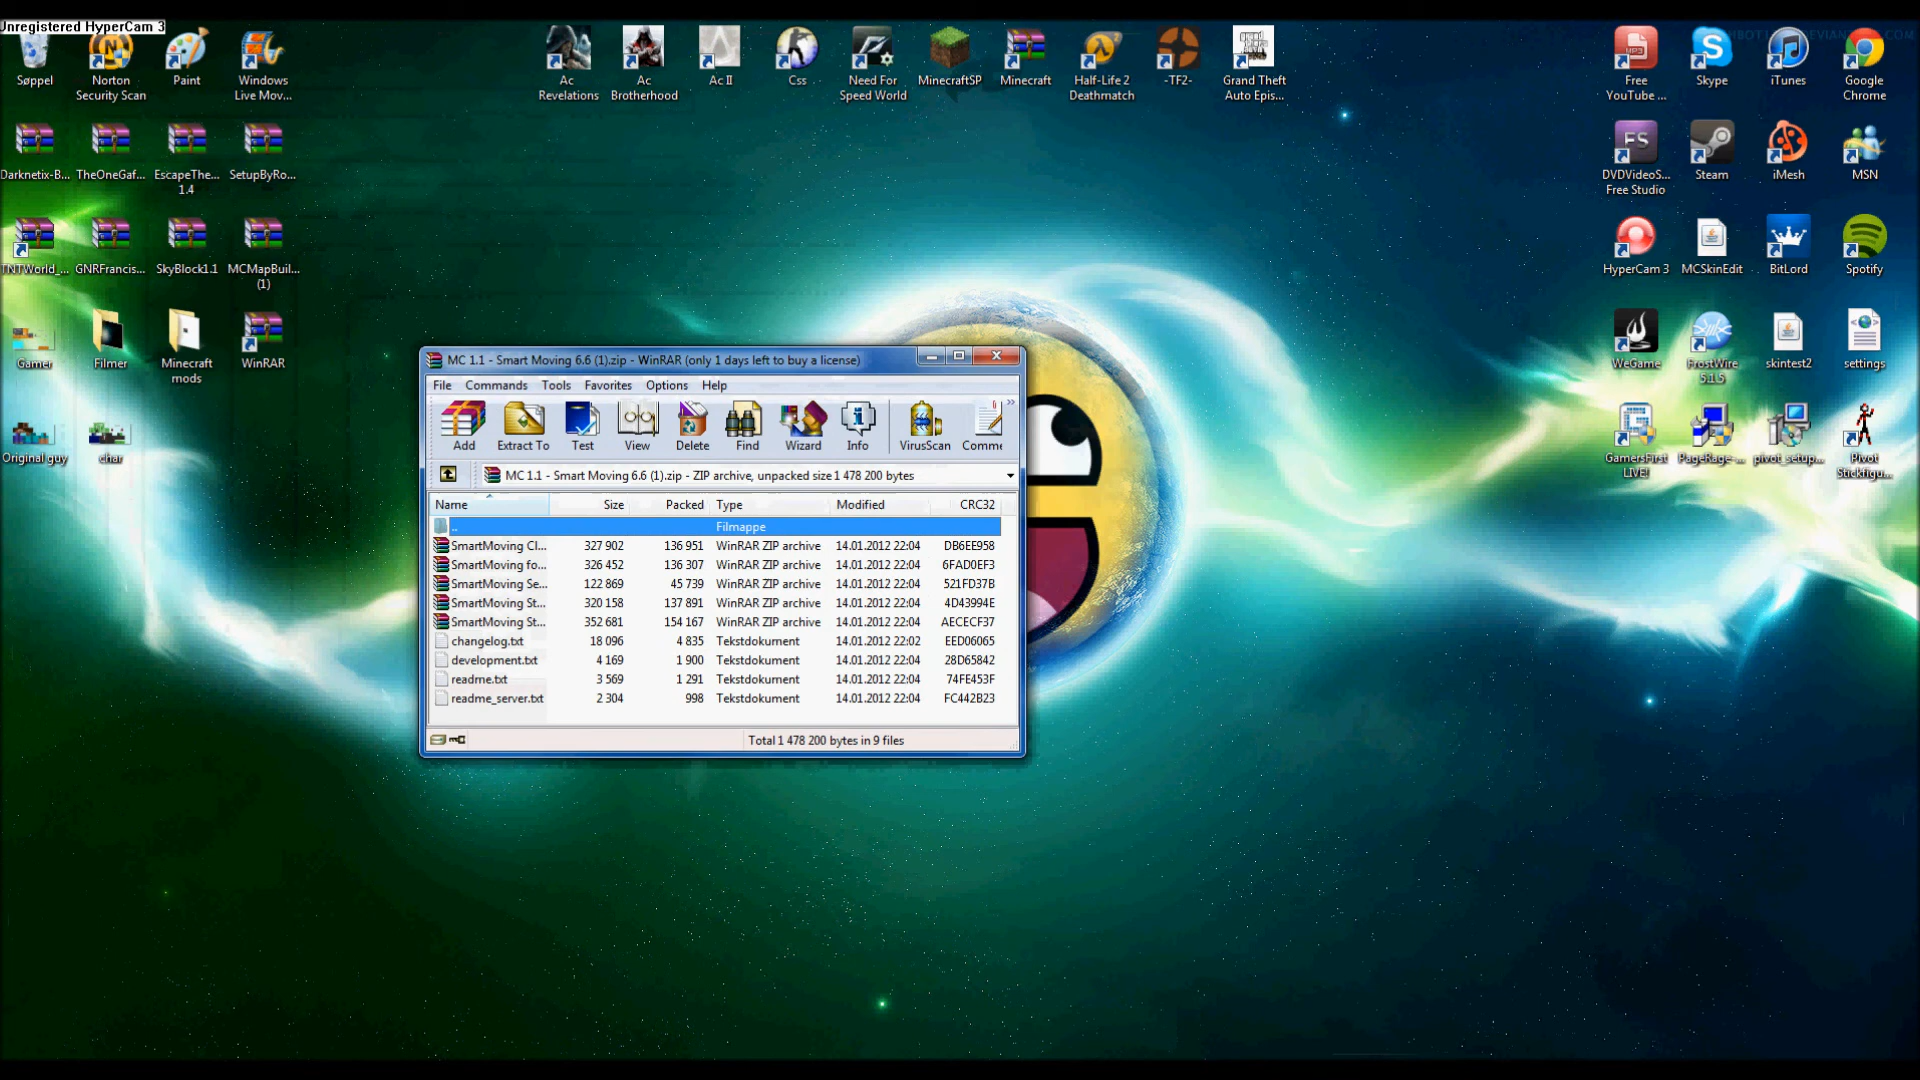 Unregistered HyperCam 3
Søppel
Norton
Security Scan
Paint
Windows
Live Mov...
Ac
Revelations
Ac
Brotherhood
Ac II
Css
Need For
Speed World
MinecraftSP
Minecraft
Half-Life 2
Deathmatch
-TF2-
Grand Theft
Auto Epis...
Free
YouTube ...
Skype
iTunes
Google
Chrome
Darknetix-B...
TheOneGaf...
EscapeThe...
1.4
SetupByRo...
DVDVideoS...
Free Studio
Steam
iMesh
MSN
TNTWorld_...
GNRFrancis...
SkyBlock1.1
MCMapBuil...
(1)
HyperCam 3
MCSkinEdit
BitLord
Spotify
Gamer
Filmer
Minecraft
mods
WinRAR
WeGame
FrostWire
5.1.5
skintest2
settings
Original guy
char
GamersFirst
LIVE!
PageRage-...
pivot_setup...
Pivot
Stickfigu...
MC 1.1 - Smart Moving 6.6 (1).zip - WinRAR (only 1 days left to buy a license)
File Commands Tools Favorites Options Help
Add Extract To Test View Delete Find Wizard Info VirusScan Comme
MC 1.1 - Smart Moving 6.6 (1).zip - ZIP archive, unpacked size 1 478 200 bytes
Name Size Packed Type Modified CRC32
.. Filmappe
SmartMoving Cl... 327 902 136 951 WinRAR ZIP archive 14.01.2012 22:04 DB6EE958
SmartMoving fo... 326 452 136 307 WinRAR ZIP archive 14.01.2012 22:04 6FAD0EF3
SmartMoving Se... 122 869 45 739 WinRAR ZIP archive 14.01.2012 22:04 521FD37B
SmartMoving St... 320 158 137 891 WinRAR ZIP archive 14.01.2012 22:04 4D43994E
SmartMoving St... 352 681 154 167 WinRAR ZIP archive 14.01.2012 22:04 AECECF37
changelog.txt 18 096 4 835 Tekstdokument 14.01.2012 22:02 EED06065
development.txt 4 169 1 900 Tekstdokument 14.01.2012 22:04 28D65842
readme.txt 3 569 1 291 Tekstdokument 14.01.2012 22:04 74FE453F
readme_server.txt 2 304 998 Tekstdokument 14.01.2012 22:04 FC442B23
Total 1 478 200 bytes in 9 files